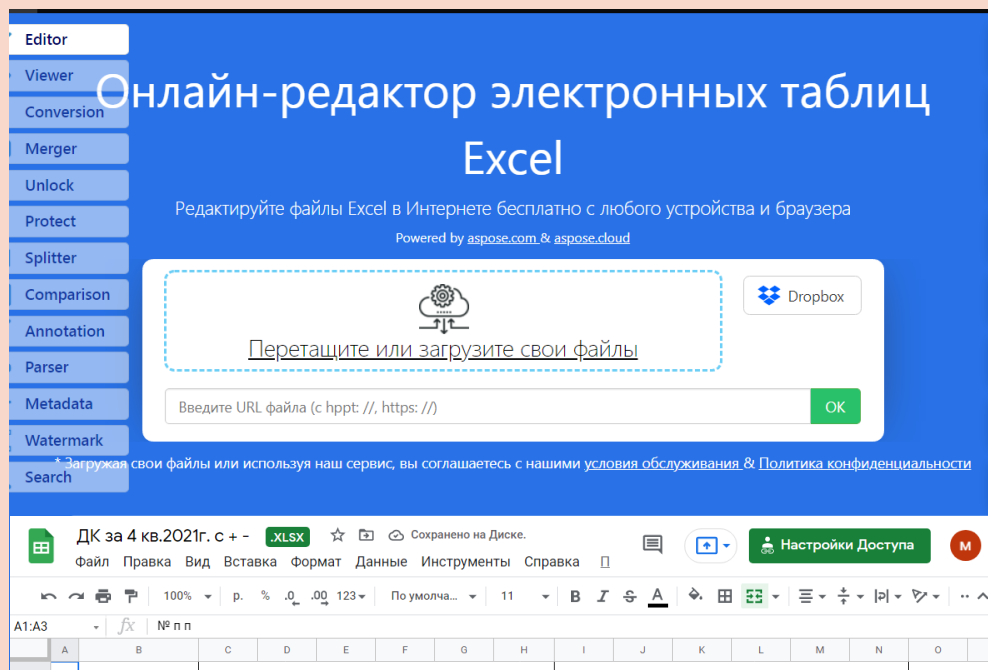 Editor
Viewer
Conversion
Merger
Unlock
Protect
Splitter
Comparison
Annotation
Parser
Metadata
Watermark
Search
Онлайн-редактор электронных таблиц
Excel
Редактируйте файлы Excel в Интернете бесплатно с любого устройства и браузера
Powered by aspose.com & aspose.cloud
Перетащите или загрузите свои файлы
Dropbox
Введите URL файла (с hppt: //, https: //)
OK
* Загружая свои файлы или используя наш сервис, вы соглашаетесь с нашими условия обслуживания & Политика конфиденциальности
ДК за 4 кв.2021г. с + - .XLSX Сохранено на Диске.
Файл Правка Вид Вставка Формат Данные Инструменты Справка П
Настройки Доступа
М
100% р. % .0 .00 123 По умолча... 11 B I S A
A1:A3 fx № п п
A B C D E F G H I J K L M N O